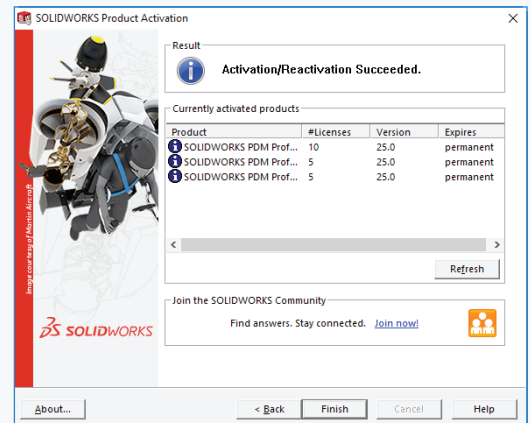 SOLIDWORKS Product Activation
Result
Activation/Reactivation Succeeded.
Currently activated products
Product #Licenses Version Expires
SOLIDWORKS PDM Prof... 10 25.0 permanent
SOLIDWORKS PDM Prof... 5 25.0 permanent
SOLIDWORKS PDM Prof... 5 25.0 permanent
Refresh
Join the SOLIDWORKS Community
Find answers. Stay connected. Join now!
Image courtesy of Martin Aircraft
SOLIDWORKS
About... < Back Finish Cancel Help